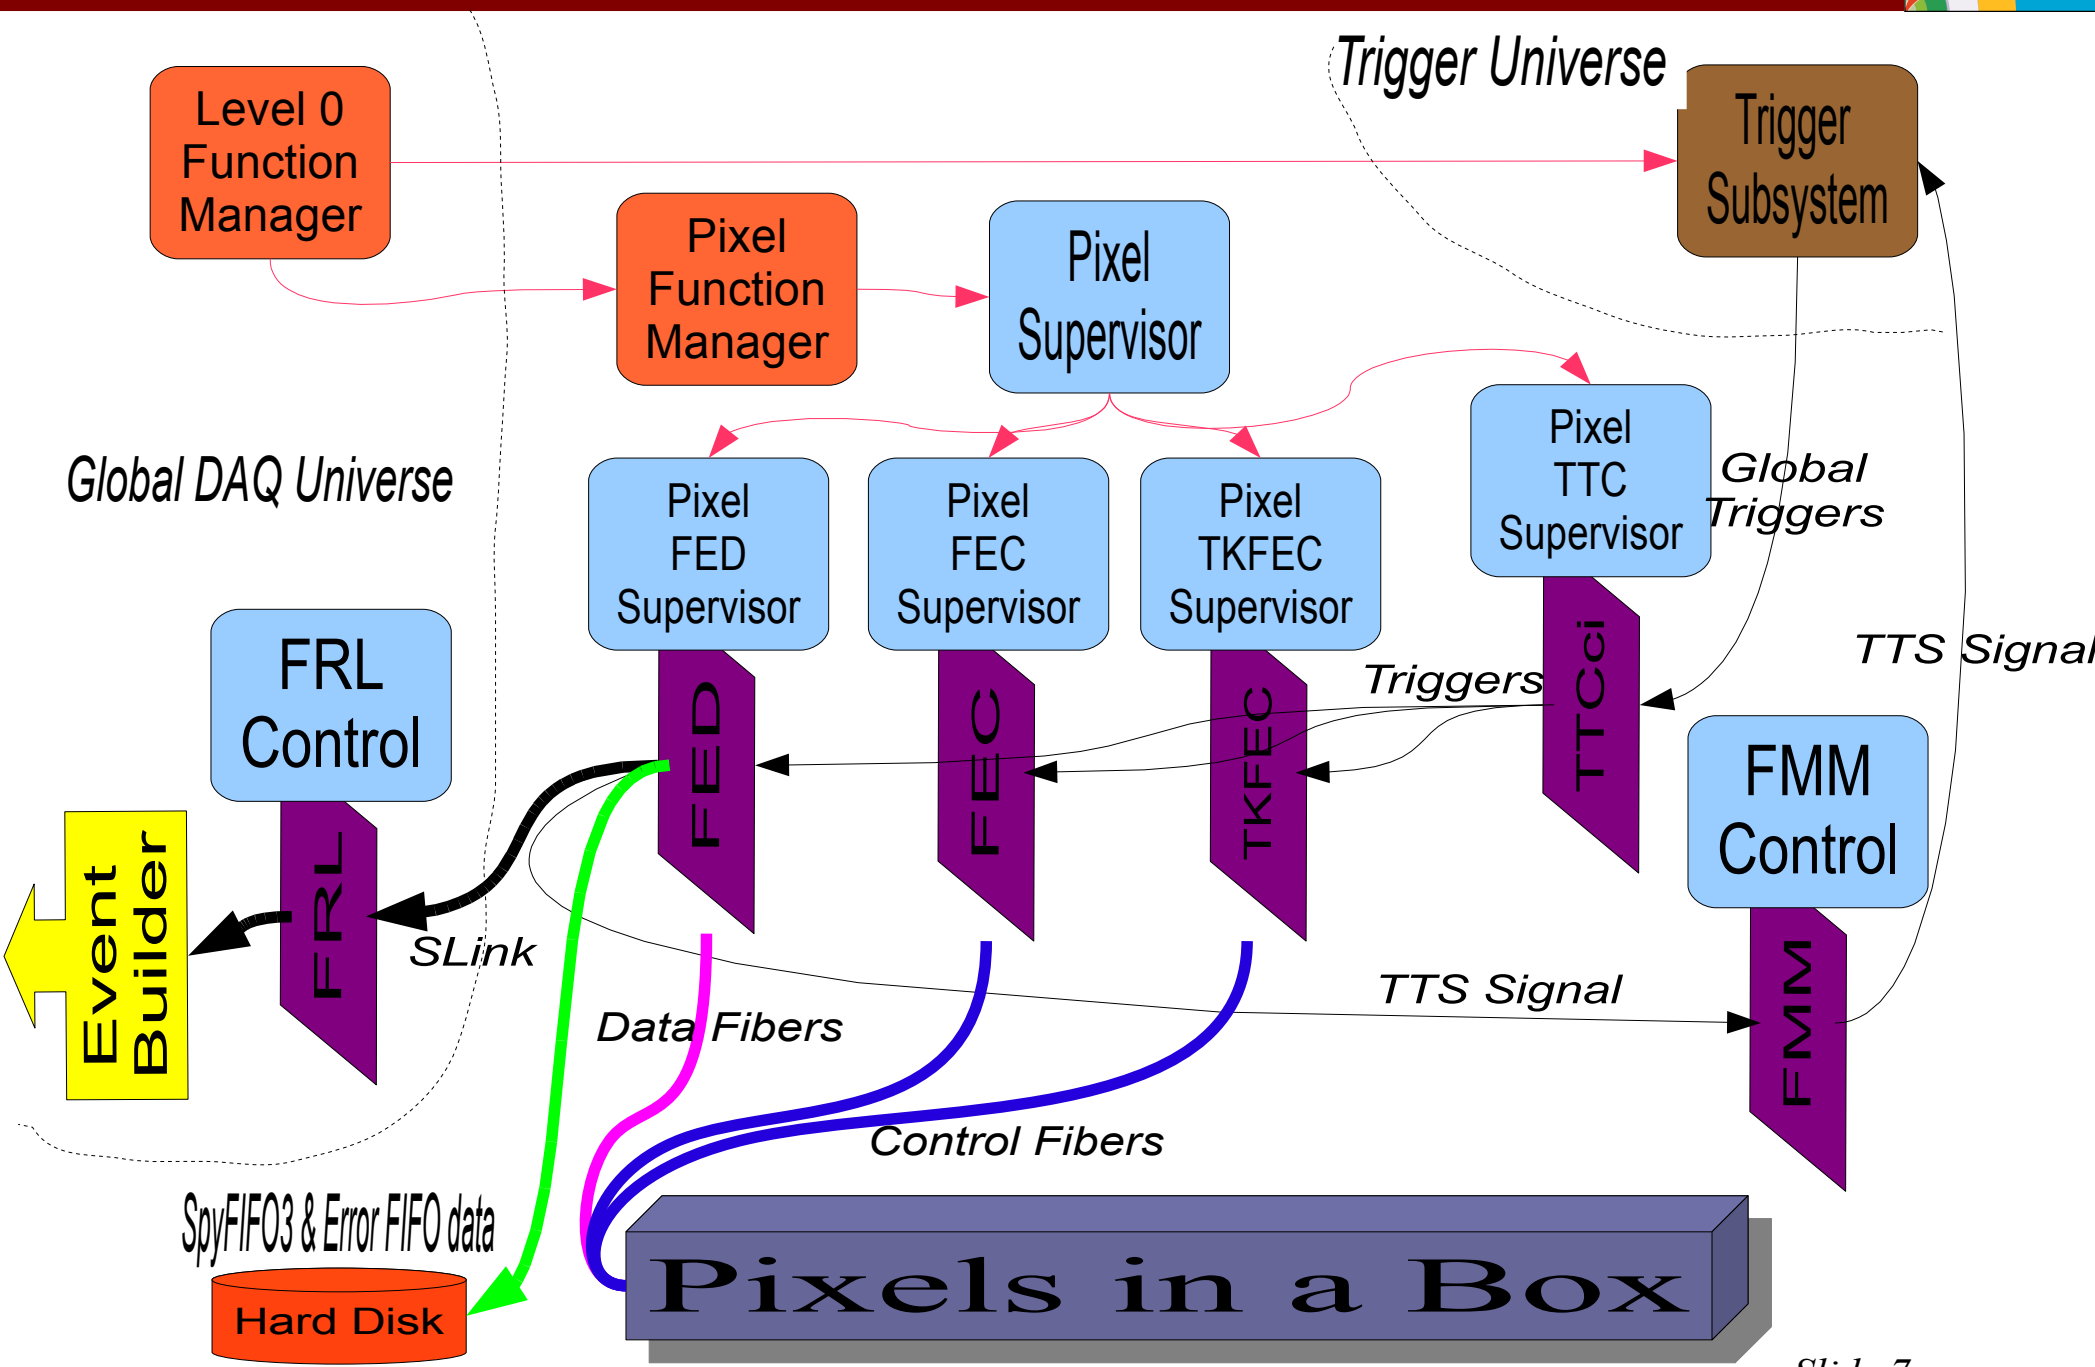 Trigger Universe
Level 0
Function
Manager
Trigger
Subsystem
Pixel
Function
Manager
Pixel
Supervisor
Global DAQ Universe
Pixel
FED
Supervisor
Pixel
FEC
Supervisor
Pixel
TKFEC
Supervisor
Pixel
TTC
Supervisor
Global
Triggers
FRL
Control
FED
FEC
TKFEC
Triggers
TTCci
TTS Signal
FMM
Control
Event
Builder
FRL
SLink
Data Fibers
TTS Signal
FMM
Control Fibers
SpyFIFO3 & Error FIFO data
Hard Disk
Pixels in a Box
Slide 7